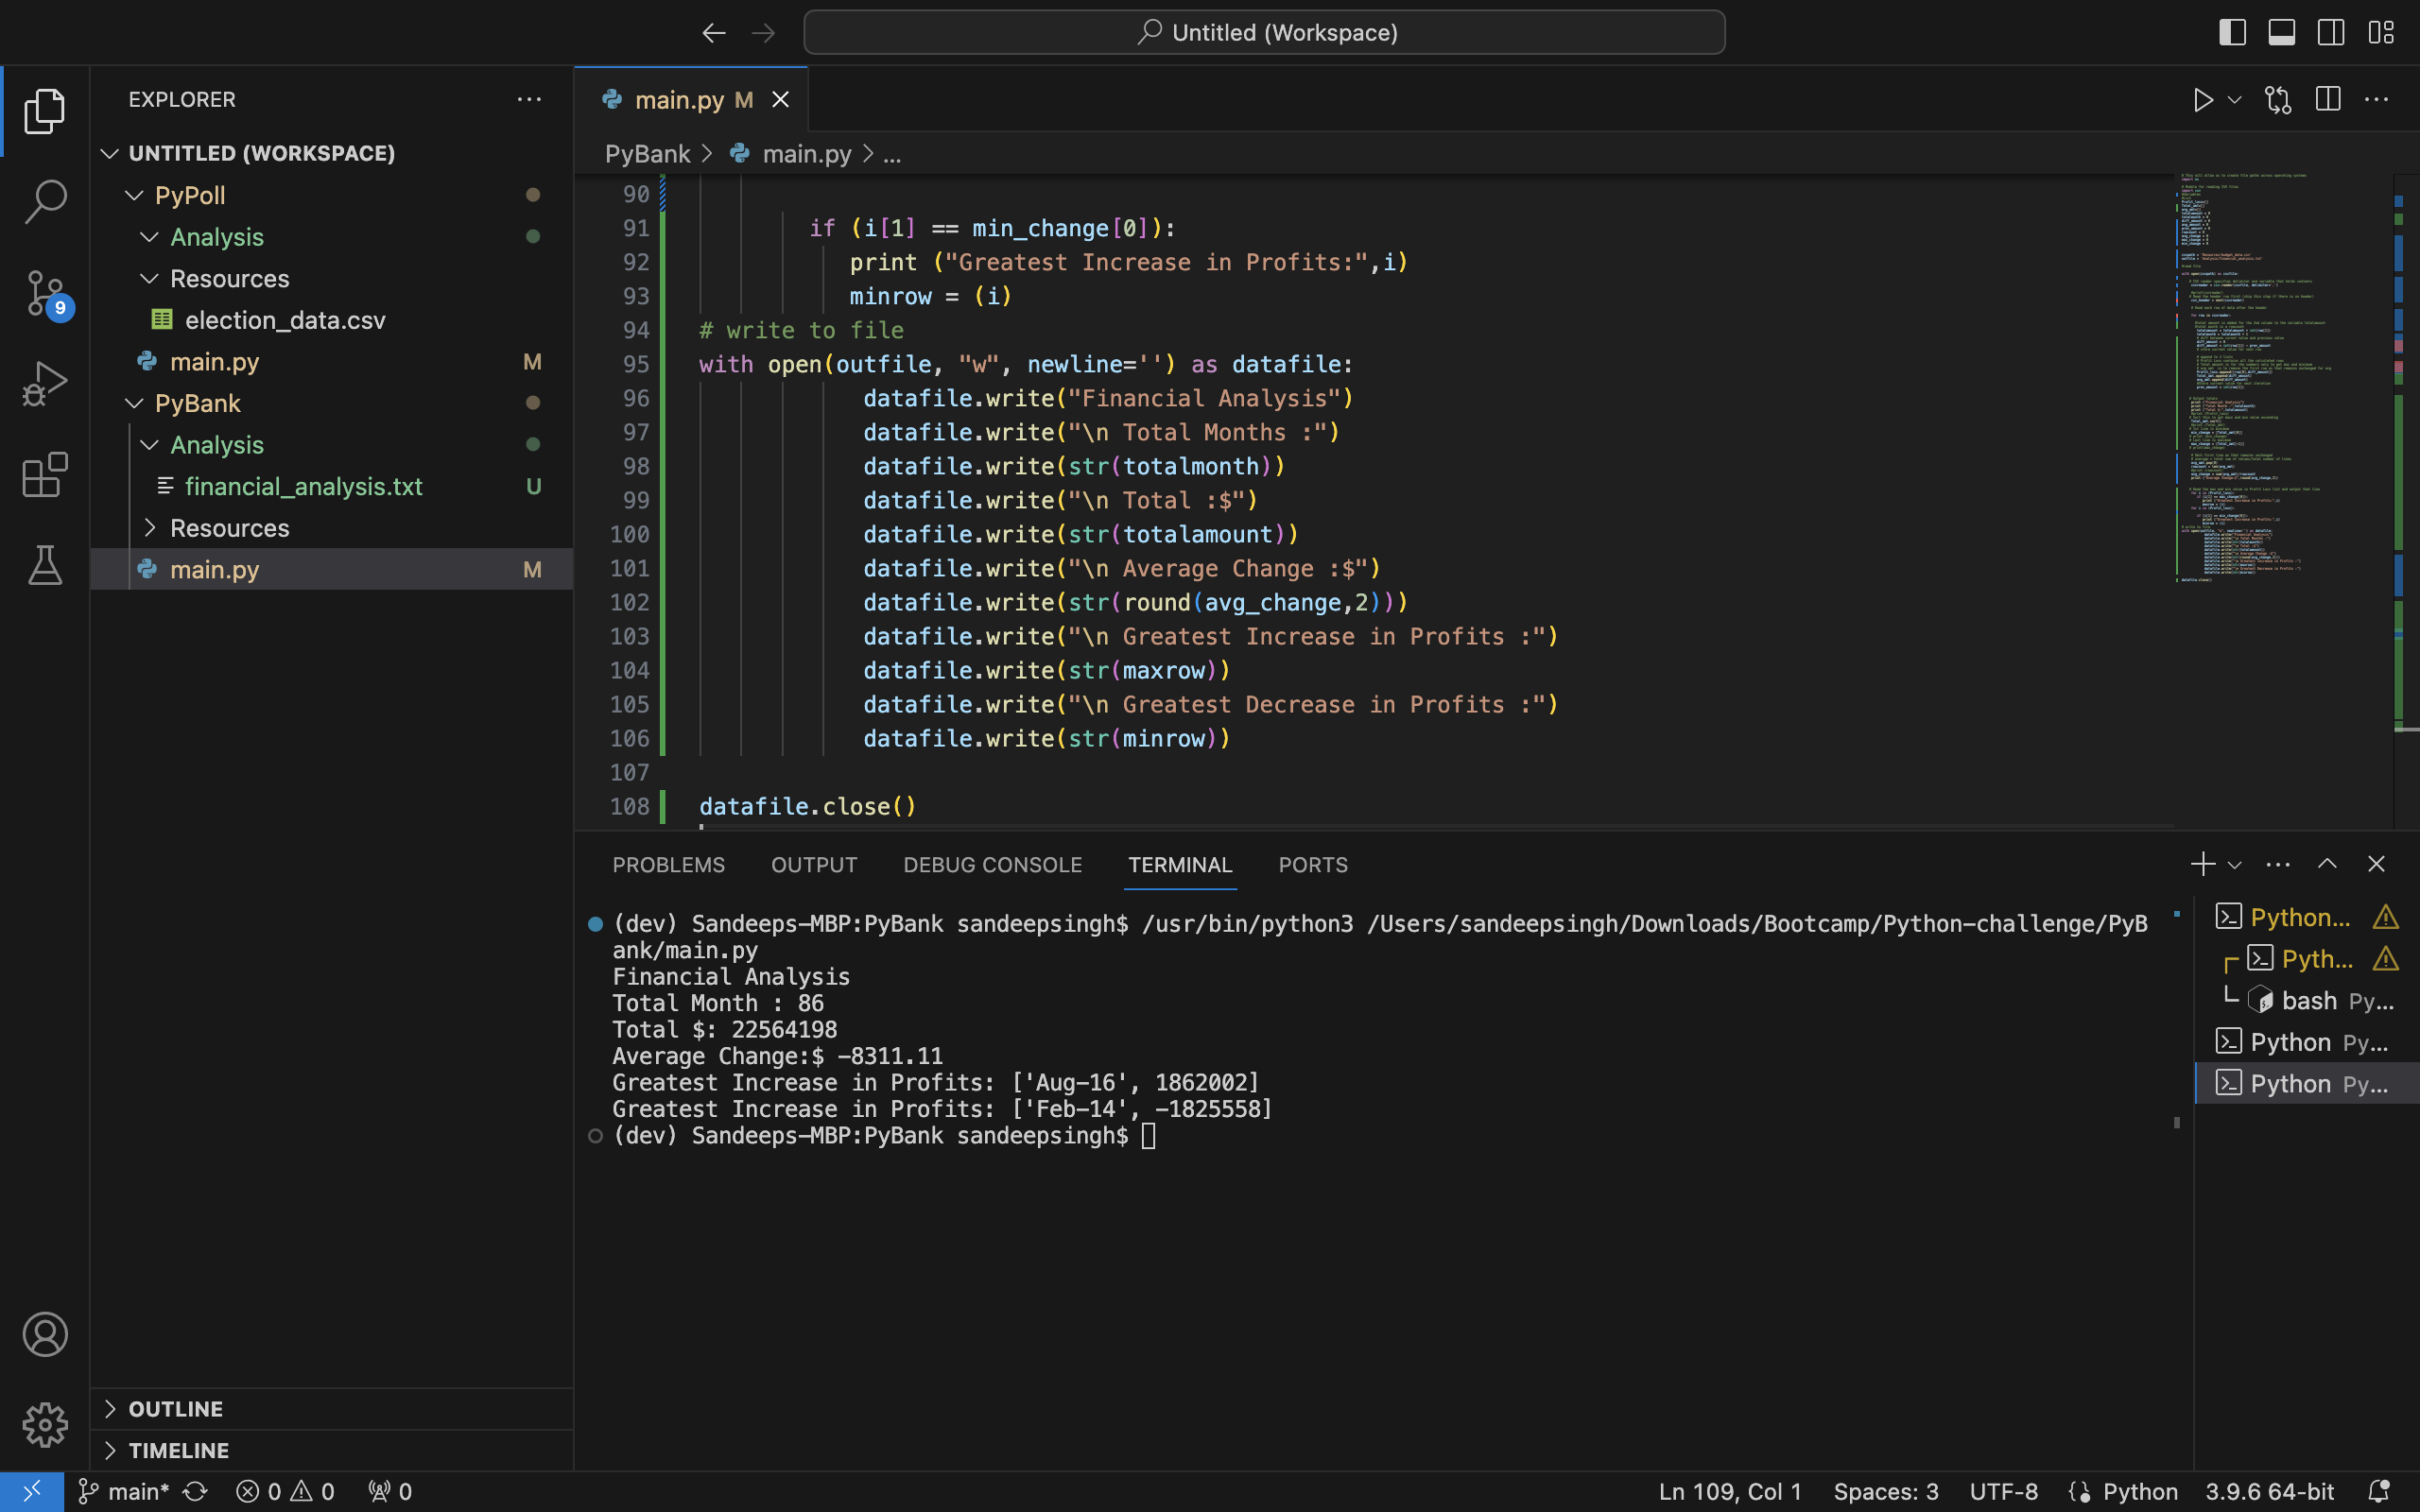 Untitled (Workspace)
EXPLORER
main.py M
UNTITLED (WORKSPACE)
PyPoll
Analysis
Resources
election_data.csv
main.py M
PyBank
Analysis
financial_analysis.txt U
Resources
main.py M
OUTLINE
TIMELINE
9
PyBank > main.py > ...
90
91 if (i[1] == min_change[0]):
92 print ("Greatest Increase in Profits:",i)
93 minrow = (i)
94 # write to file
95 with open(outfile, "w", newline='') as datafile:
96 datafile.write("Financial Analysis")
97 datafile.write("\n Total Months :")
98 datafile.write(str(totalmonth))
99 datafile.write("\n Total :$")
100 datafile.write(str(totalamount))
101 datafile.write("\n Average Change :$")
102 datafile.write(str(round(avg_change,2)))
103 datafile.write("\n Greatest Increase in Profits :")
104 datafile.write(str(maxrow))
105 datafile.write("\n Greatest Decrease in Profits :")
106 datafile.write(str(minrow))
107
108 datafile.close()
PROBLEMS OUTPUT DEBUG CONSOLE TERMINAL PORTS
(dev) Sandeeps-MBP:PyBank sandeepsingh$ /usr/bin/python3 /Users/sandeepsingh/Downloads/Bootcamp/Python-challenge/PyB
ank/main.py
Financial Analysis
Total Month : 86
Total $: 22564198
Average Change:$ -8311.11
Greatest Increase in Profits: ['Aug-16', 1862002]
Greatest Increase in Profits: ['Feb-14', -1825558]
(dev) Sandeeps-MBP:PyBank sandeepsingh$
Python...
Pyth...
bash Py...
Python Py...
Python Py...
main* 0 0 0
Ln 109, Col 1 Spaces: 3 UTF-8 Python 3.9.6 64-bit